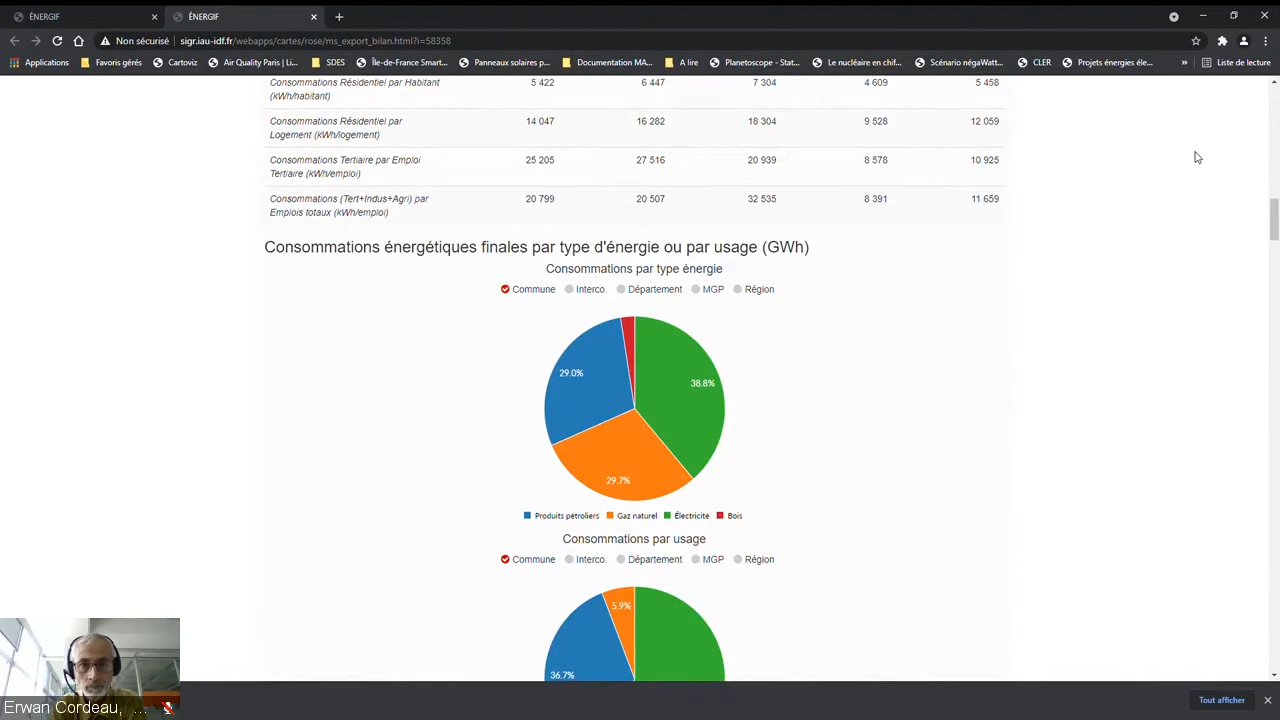 ÉNERGIF
ÉNERGIF
Non sécurisé
sigr.iau-idf.fr/webapps/cartes/rose/ms_export_bilan.html?i=58358
Applications
Favoris gérés
Cartoviz
Air Quality Paris | Li...
SDES
Île-de-France Smart...
Panneaux solaires p...
Documentation MA...
A lire
Planetoscope - Stat...
Le nucléaire en chif...
Scénario négaWatt...
CLER
Projets énergies éle...
Liste de lecture
Consommations Résidentiel par Habitant 5 422 6 447 7 304 4 609 5 458
(kWh/habitant)
Consommations Résidentiel par 14 047 16 282 18 304 9 528 12 059
Logement (kWh/logement)
Consommations Tertiaire par Emploi 25 205 27 516 20 939 8 578 10 925
Tertiaire (kWh/emploi)
Consommations (Tert+Indus+Agri) par 20 799 20 507 32 535 8 391 11 659
Emplois totaux (kWh/emploi)
Consommations énergétiques finales par type d'énergie ou par usage (GWh)
Consommations par type énergie
Commune Interco. Département MGP Région
29.0%
38.8%
29.7%
Produits pétroliers Gaz naturel Électricité Bois
Consommations par usage
Commune Interco. Département MGP Région
5.9%
36.7%
Erwan Cordeau, ...
Tout afficher